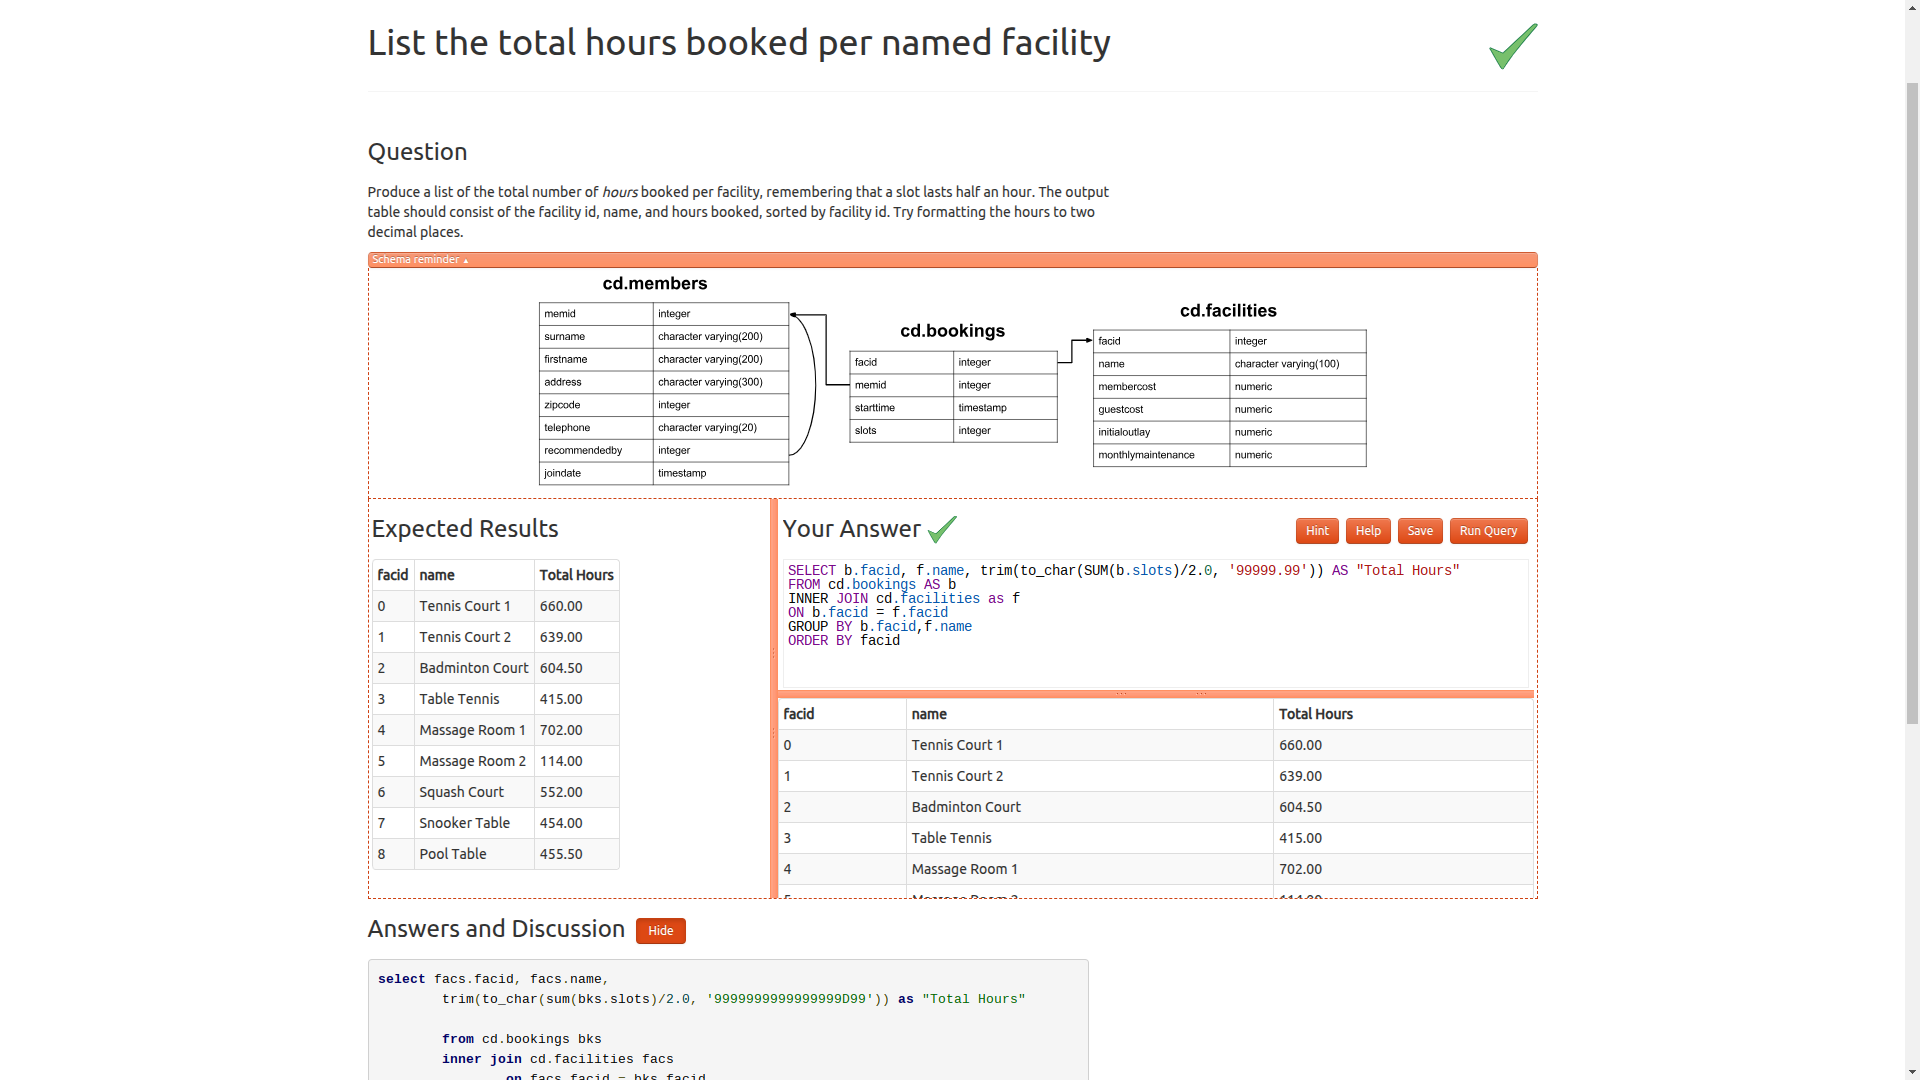 List the total hours booked per named facility
Question
Produce a list of the total number of hours booked per facility, remembering that a slot lasts half an hour. The output
table should consist of the facility id, name, and hours booked, sorted by facility id. Try formatting the hours to two
decimal places.
Schema reminder ▴
cd.members
memid integer
surname character varying(200)
firstname character varying(200)
address character varying(300)
zipcode integer
telephone character varying(20)
recommendedby integer
joindate timestamp
cd.bookings
facid integer
memid integer
starttime timestamp
slots integer
cd.facilities
facid integer
name character varying(100)
membercost numeric
guestcost numeric
initialoutlay numeric
monthlymaintenance numeric
Expected Results
facid name Total Hours
0 Tennis Court 1 660.00
1 Tennis Court 2 639.00
2 Badminton Court 604.50
3 Table Tennis 415.00
4 Massage Room 1 702.00
5 Massage Room 2 114.00
6 Squash Court 552.00
7 Snooker Table 454.00
8 Pool Table 455.50
Your Answer
Hint Help Save Run Query
SELECT b.facid, f.name, trim(to_char(SUM(b.slots)/2.0, '99999.99')) AS "Total Hours"
FROM cd.bookings AS b
INNER JOIN cd.facilities as f
ON b.facid = f.facid
GROUP BY b.facid,f.name
ORDER BY facid
facid name Total Hours
0 Tennis Court 1 660.00
1 Tennis Court 2 639.00
2 Badminton Court 604.50
3 Table Tennis 415.00
4 Massage Room 1 702.00
5 Massage Room 2 114.00
Answers and Discussion Hide
select facs.facid, facs.name,
trim(to_char(sum(bks.slots)/2.0, '9999999999999999D99')) as "Total Hours"
from cd.bookings bks
inner join cd.facilities facs
on facs.facid = bks.facid